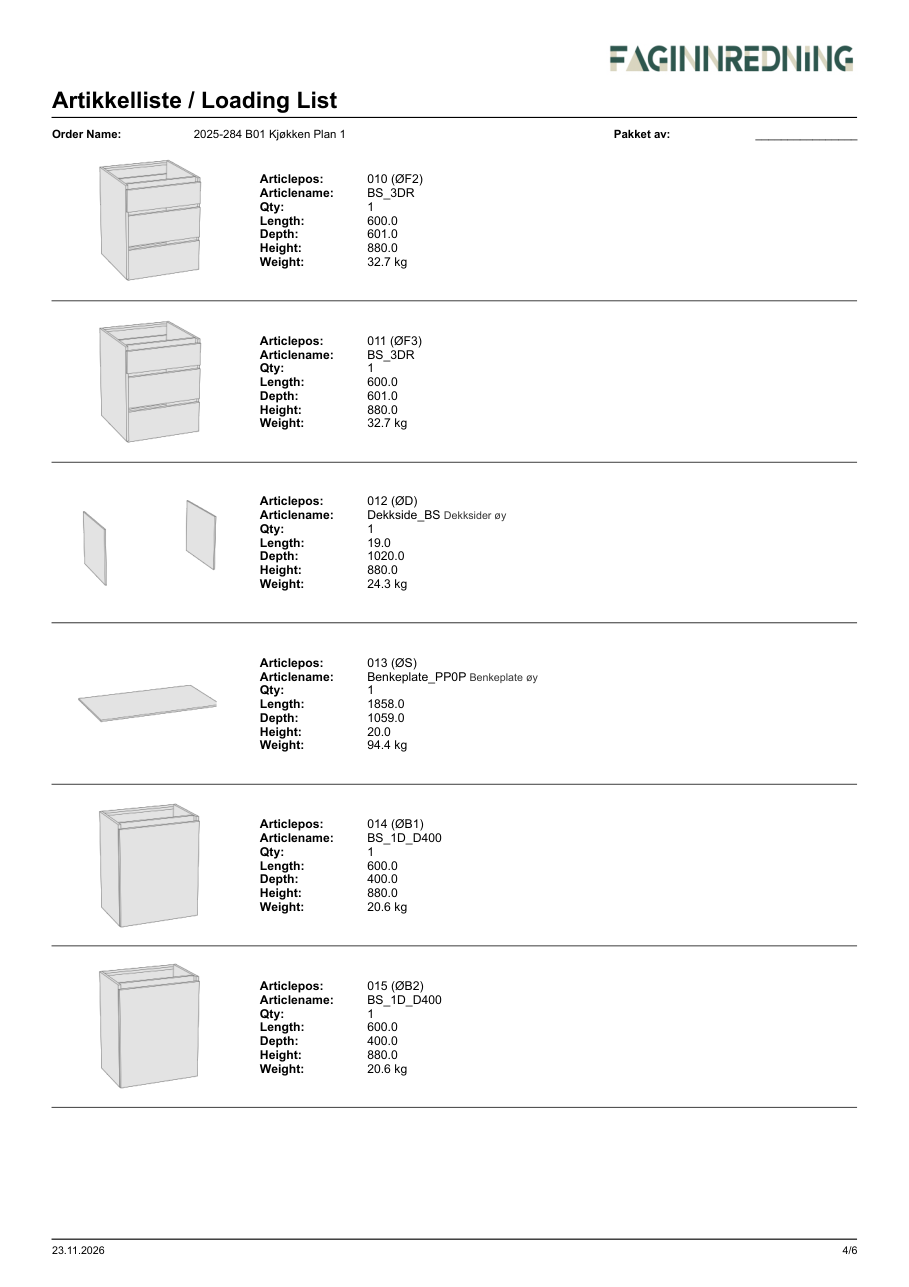 FAGINNREDNING
Artikkelliste / Loading List
Order Name: 2025-284 B01 Kjøkken Plan 1 Pakket av: ________________
Articlepos: 010 (ØF2)
Articlename: BS_3DR
Qty: 1
Length: 600.0
Depth: 601.0
Height: 880.0
Weight: 32.7 kg
Articlepos: 011 (ØF3)
Articlename: BS_3DR
Qty: 1
Length: 600.0
Depth: 601.0
Height: 880.0
Weight: 32.7 kg
Articlepos: 012 (ØD)
Articlename: Dekkside_BS Dekksider øy
Qty: 1
Length: 19.0
Depth: 1020.0
Height: 880.0
Weight: 24.3 kg
Articlepos: 013 (ØS)
Articlename: Benkeplate_PP0P Benkeplate øy
Qty: 1
Length: 1858.0
Depth: 1059.0
Height: 20.0
Weight: 94.4 kg
Articlepos: 014 (ØB1)
Articlename: BS_1D_D400
Qty: 1
Length: 600.0
Depth: 400.0
Height: 880.0
Weight: 20.6 kg
Articlepos: 015 (ØB2)
Articlename: BS_1D_D400
Qty: 1
Length: 600.0
Depth: 400.0
Height: 880.0
Weight: 20.6 kg
23.11.2026 4/6